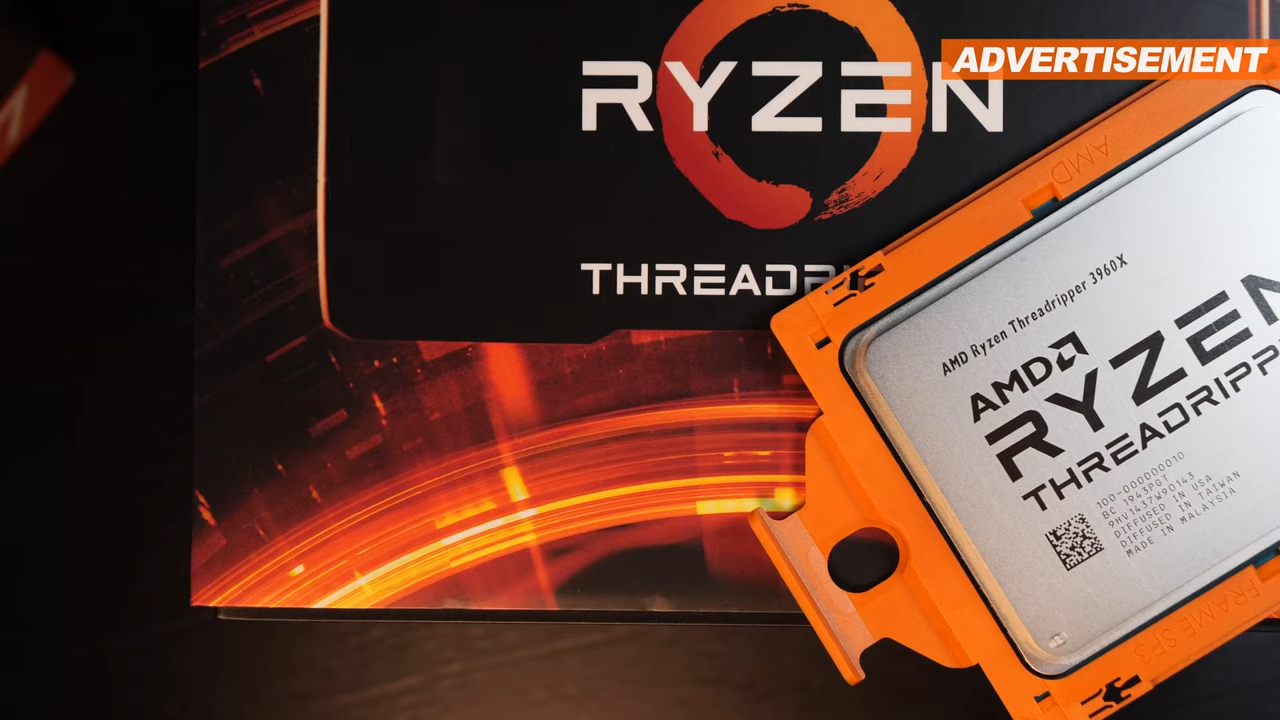 RYZEN
ADVERTISEMENT
THREADRI
AMD
AMD Ryzen Threadripper 3960X
AMD
RYZEN
THREADRIPP
100-000000010
BC 1943PGT
9HV1437W90143
DIFFUSED IN USA
DIFFUSED IN TAIWAN
MADE IN MALAYSIA
FRAME SP3